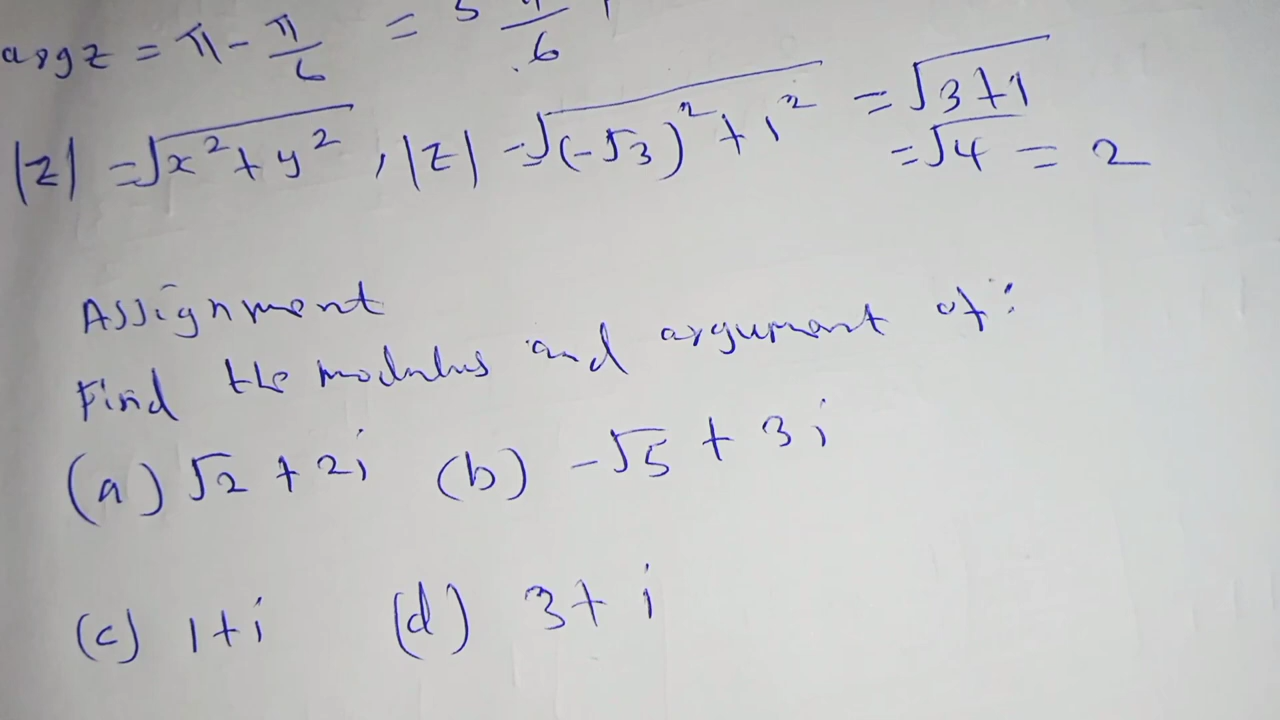 arg z = π - π/6 = 5π/6
|z| = √x² + y² , |z| = √(-√3)² + 1² = √3+1
= √4 = 2
Assignment
Find the modulus and argument of:
(a) √2 + 2i (b) -√5 + 3i
(c) 1+i (d) 3+i